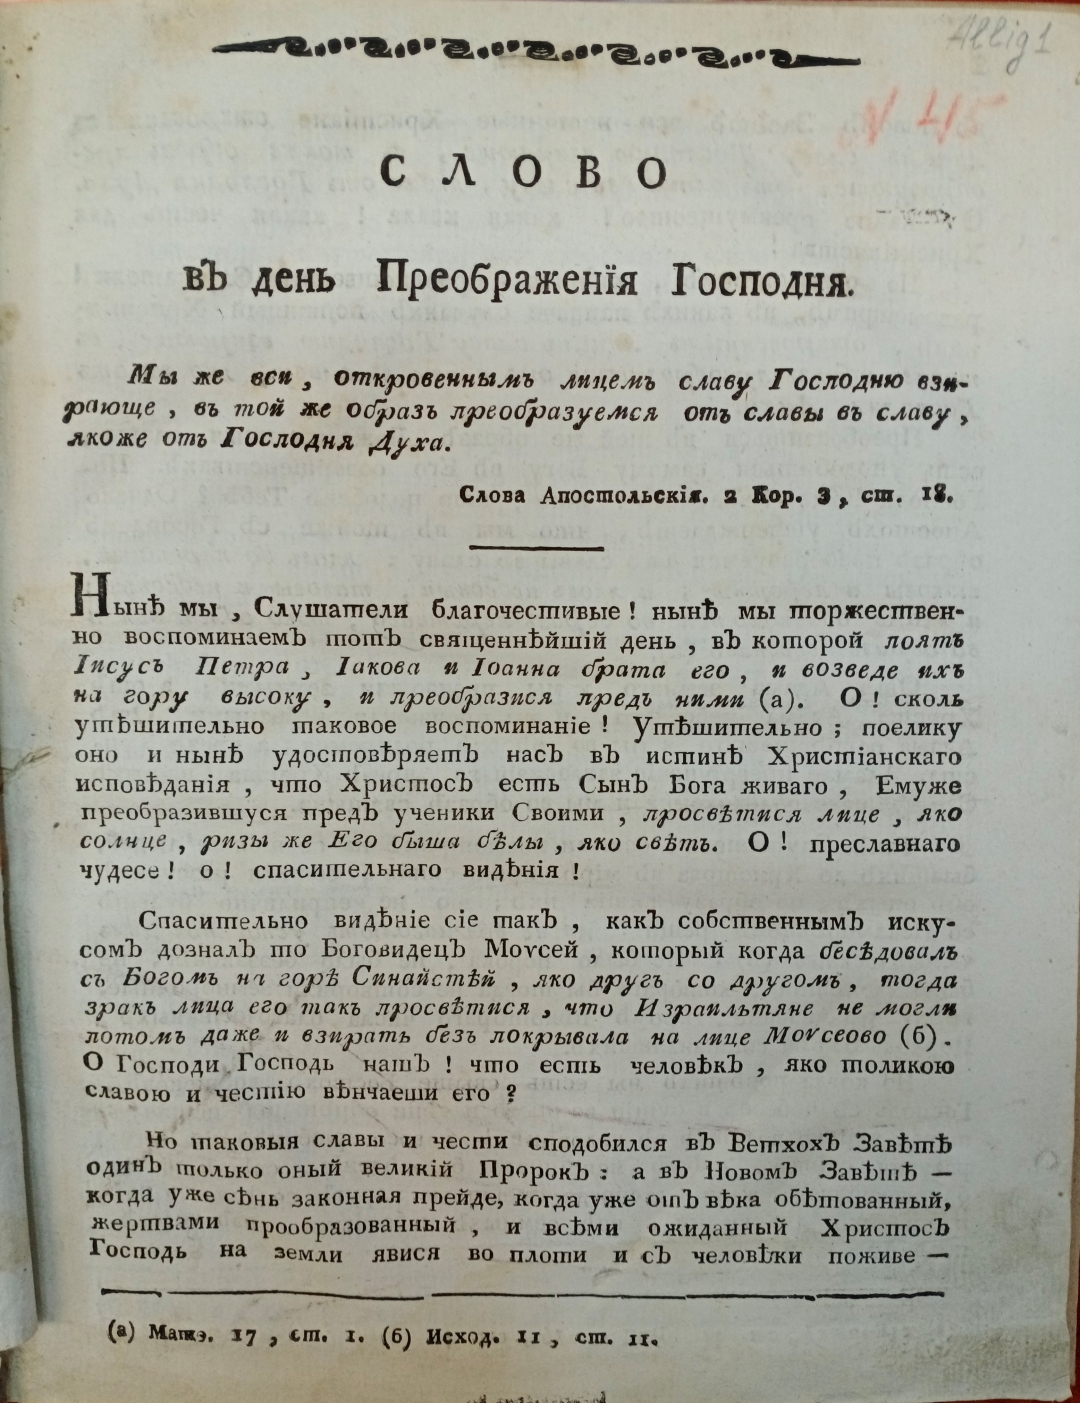 Allig 1
N 45
СЛОВО
въ день Преображенїя Господня.
Мы же вси, откровеннымъ лицемъ славу Господню взи-
рающе, въ той же образъ преобразуемся отъ славы въ славу,
якоже отъ Господня Духа.
Слова Апостольскія. 2 Кор. 3, ст. 18.
Нынѣ мы, Слушатели благочестивые! нынѣ мы торжествен-
но воспоминаемъ тотъ священнѣйшій день, въ которой поятъ
Іисусъ Петра, Іакова и Іоанна брата его, и возведе ихъ
на гору высоку, и преобразися предъ ними (а). О! сколь
утѣшительно таковое воспоминаніе! Утѣшительно; поелику
оно и нынѣ удостовѣряетъ насъ въ истинѣ Христіанскаго
исповѣданія, что Христосъ есть Сынъ Бога живаго, Емуже
преобразившуся предъ ученики Своими, просвѣтися лице, яко
солнце, ризы же Его быша бѣлы, яко свѣтъ. О! преславнаго
чудесе! о! спасительнаго видѣнія!
Спасительно видѣніе сіе такъ, какъ собственнымъ иску-
сомъ дозналъ то Боговидецъ Моѵсей, который когда бесѣдовалъ
съ Богомъ на горѣ Синайстѣй, яко другъ со другомъ, тогда
зракъ лица его такъ просвѣтися, что Израильтяне не могли
потомъ даже и взирать безъ покрывала на лице Моѵсеово (б).
О Господи Господь нашъ! что есть человѣкъ, яко толикою
славою и честію вѣнчаеши его?
Но таковыя славы и чести сподобился въ Ветхохъ Завѣтѣ
одинъ только оный великій Пророкъ: а въ Новомъ Завѣтѣ —
когда уже сѣнь законная прейде, когда уже отъ вѣка обѣтованный,
жертвами прообразованный, и всѣми ожиданный Христосъ
Господь на земли явися во плоти и съ человѣки поживе —
(а) Матѳ. 17, ст. 1. (б) Исход. 11, ст. 11.